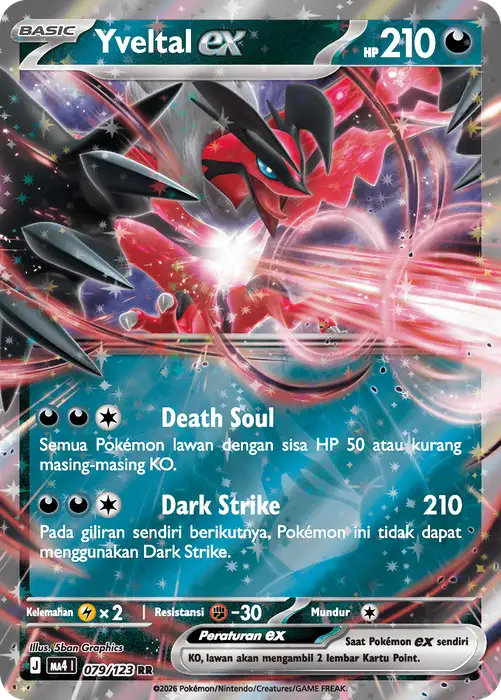 BASIC Yveltal ex HP 210
Death Soul
Semua Pokémon lawan dengan sisa HP 50 atau kurang
masing-masing KO.
Dark Strike 210
Pada giliran sendiri berikutnya, Pokémon ini tidak dapat
menggunakan Dark Strike.
Kelemahan ×2 Resistansi -30 Mundur
Peraturan ex Saat Pokémon ex sendiri
KO, lawan akan mengambil 2 lembar Kartu Point.
Illus. 5ban Graphics
J MA4 I 079/123 RR
©2026 Pokémon/Nintendo/Creatures/GAME FREAK.